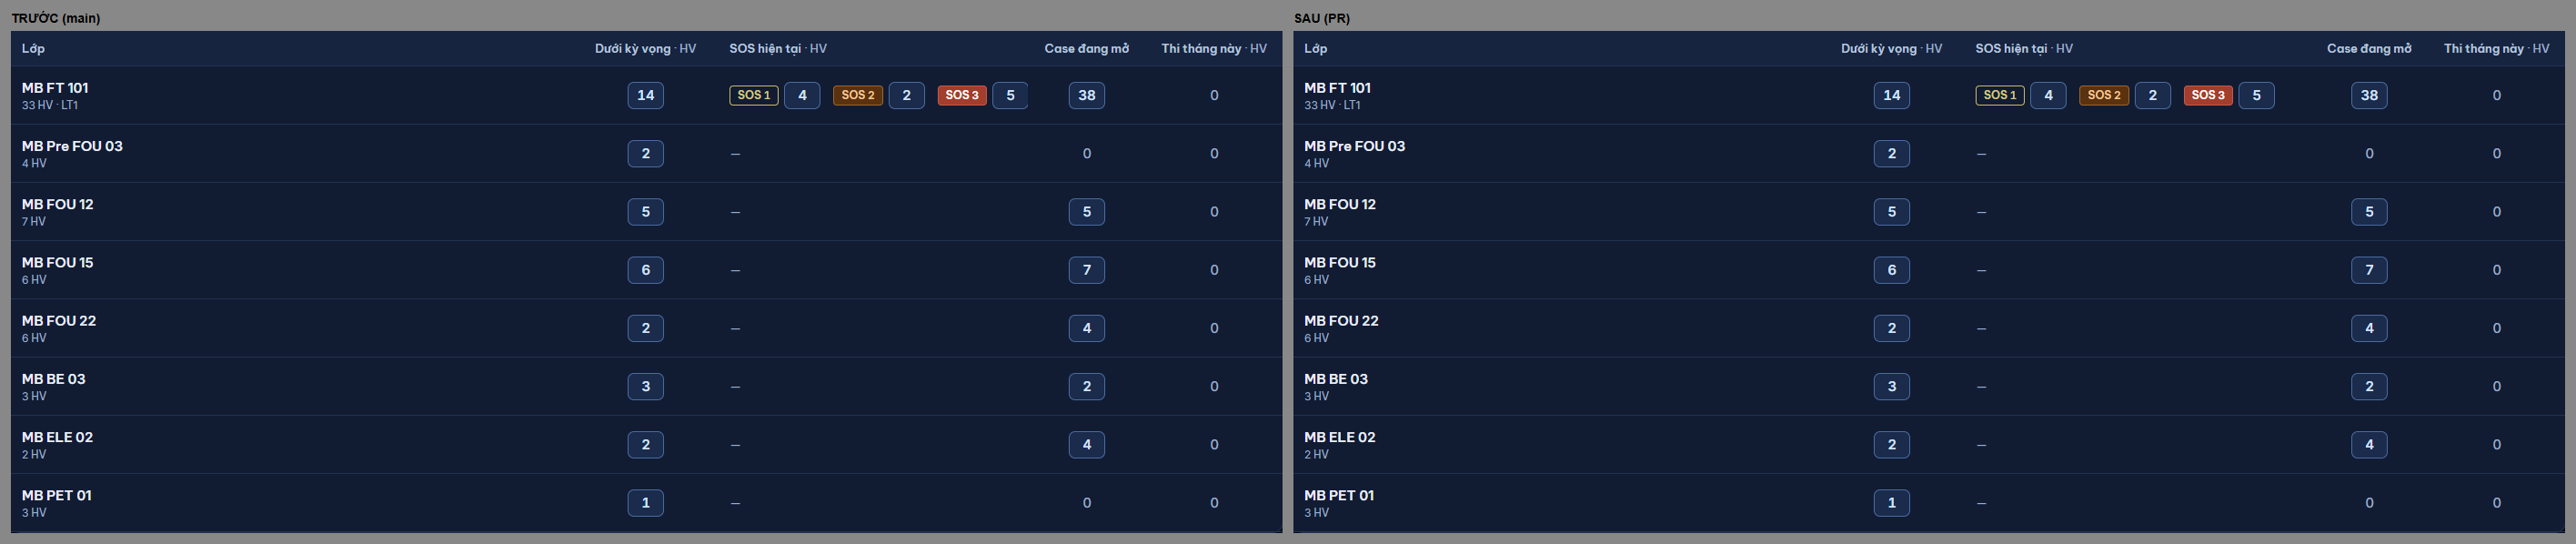 TRƯỚC (main)
Lớp Dưới kỳ vọng · HV SOS hiện tại · HV Case đang mở Thi tháng này · HV
MB FT 101 14 SOS 1 4 SOS 2 2 SOS 3 5 38 0
33 HV · LT1
MB Pre FOU 03 2 — 0 0
4 HV
MB FOU 12 5 — 5 0
7 HV
MB FOU 15 6 — 7 0
6 HV
MB FOU 22 2 — 4 0
6 HV
MB BE 03 3 — 2 0
3 HV
MB ELE 02 2 — 4 0
2 HV
MB PET 01 1 — 0 0
3 HV
SAU (PR)
Lớp Dưới kỳ vọng · HV SOS hiện tại · HV Case đang mở Thi tháng này · HV
MB FT 101 14 SOS 1 4 SOS 2 2 SOS 3 5 38 0
33 HV · LT1
MB Pre FOU 03 2 — 0 0
4 HV
MB FOU 12 5 — 5 0
7 HV
MB FOU 15 6 — 7 0
6 HV
MB FOU 22 2 — 4 0
6 HV
MB BE 03 3 — 2 0
3 HV
MB ELE 02 2 — 4 0
2 HV
MB PET 01 1 — 0 0
3 HV